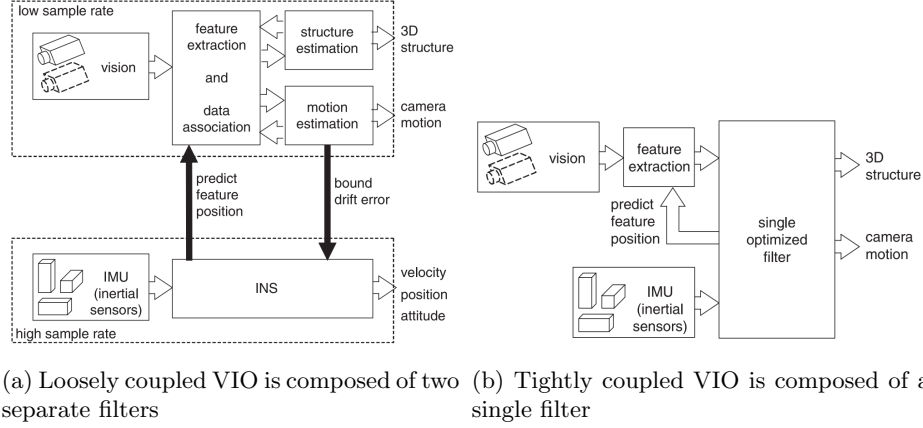 low sample rate
vision
feature
extraction
and
data
association
structure
estimation
motion
estimation
3D
structure
camera
motion
predict
feature
position
bound
drift error
IMU
(inertial
sensors)
INS
velocity
position
attitude
high sample rate
(a) Loosely coupled VIO is composed of two
separate filters
vision
feature
extraction
predict
feature
position
single
optimized
filter
3D
structure
camera
motion
IMU
(inertial
sensors)
(b) Tightly coupled VIO is composed of a
single filter